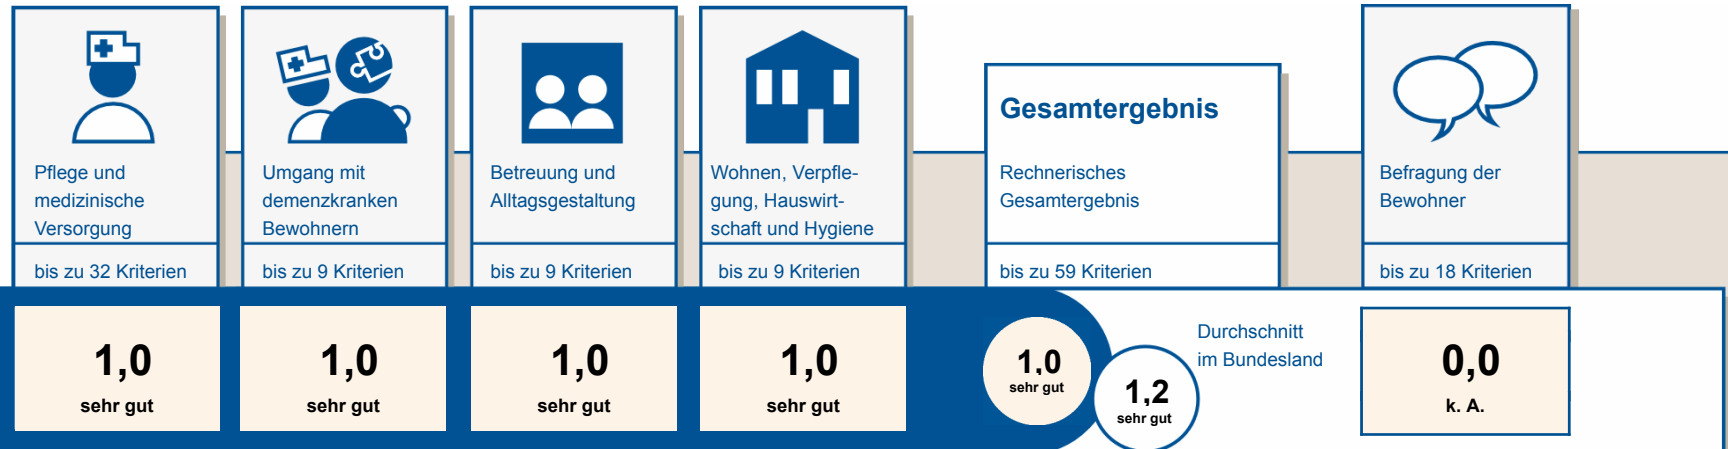 Pflege und
medizinische
Versorgung
bis zu 32 Kriterien
1,0
sehr gut
Umgang mit
demenzkranken
Bewohnern
bis zu 9 Kriterien
1,0
sehr gut
Betreuung und
Alltagsgestaltung
bis zu 9 Kriterien
1,0
sehr gut
Wohnen, Verpfle-
gung, Hauswirt-
schaft und Hygiene
bis zu 9 Kriterien
1,0
sehr gut
Gesamtergebnis
Rechnerisches
Gesamtergebnis
bis zu 59 Kriterien
1,0
sehr gut
1,2
sehr gut
Durchschnitt
im Bundesland
Befragung der
Bewohner
bis zu 18 Kriterien
0,0
k. A.